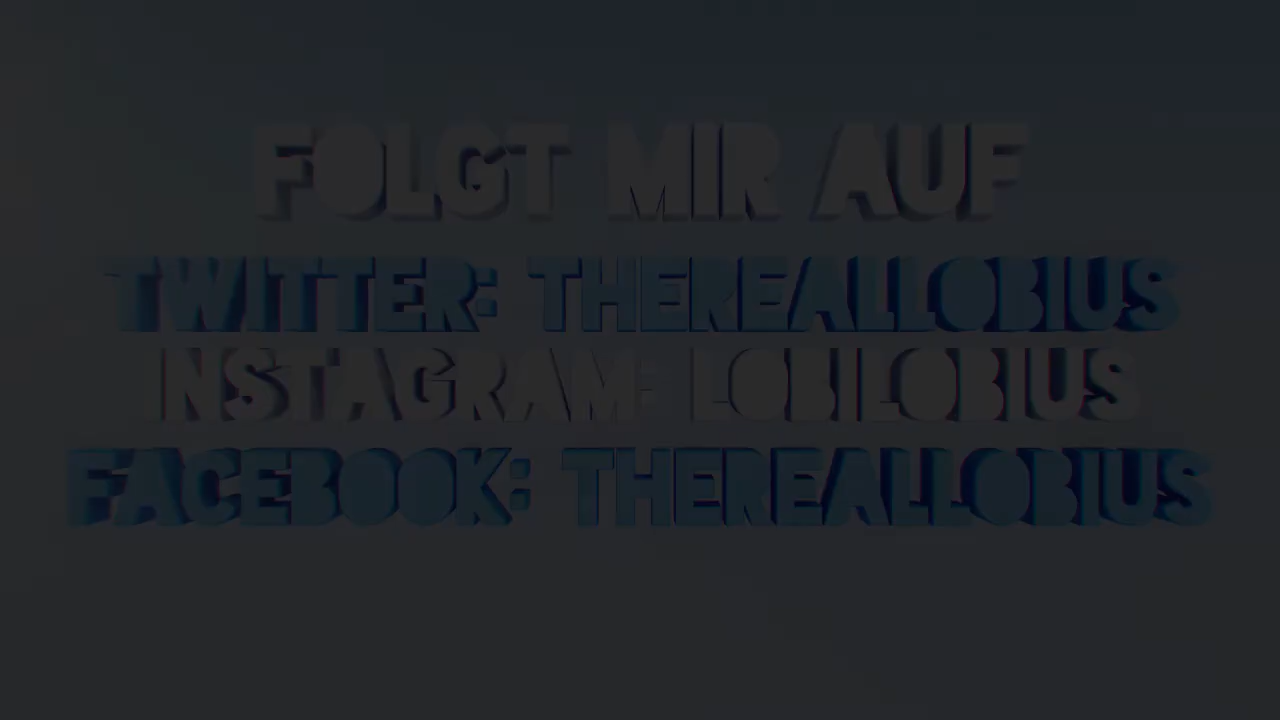 FOLGT MIR AUF
TWITTER: THEREALLOBIUS
INSTAGRAM: LOBILOBIUS
FACEBOOK: THEREALLOBIUS